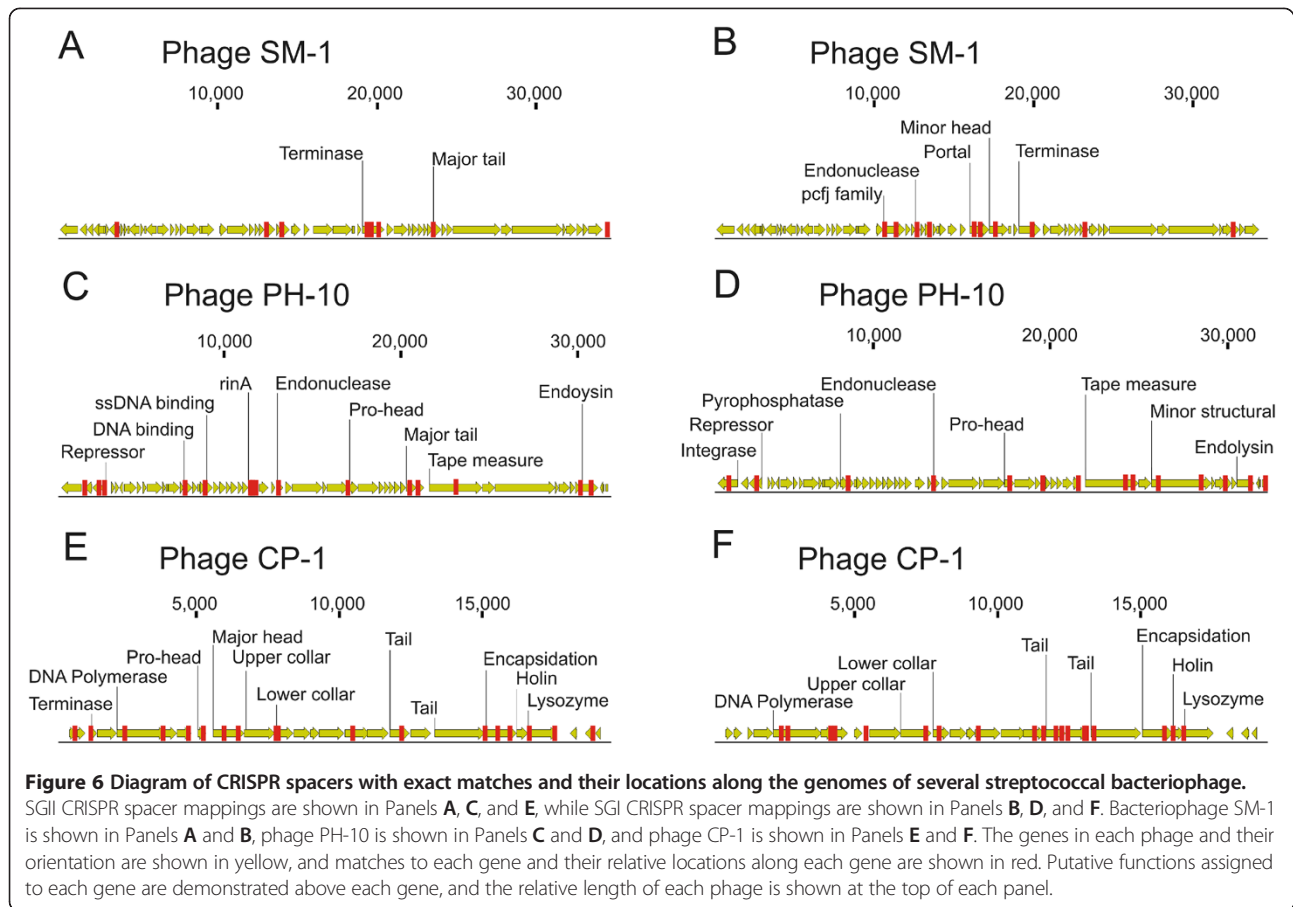 A
Phage SM-1
10,000
20,000
30,000
Terminase
Major tail
B
Phage SM-1
10,000
20,000
30,000
Minor head
Portal
Terminase
Endonuclease
pcfj family
C
Phage PH-10
10,000
20,000
30,000
rinA
Endonuclease
Endoysin
ssDNA binding
Pro-head
DNA binding
Major tail
Repressor
Tape measure
D
Phage PH-10
10,000
20,000
30,000
Endonuclease
Tape measure
Pyrophosphatase
Minor structural
Repressor
Pro-head
Integrase
Endolysin
E
Phage CP-1
5,000
10,000
15,000
Major head
Tail
Pro-head
Upper collar
Encapsidation
DNA Polymerase
Holin
Terminase
Lower collar
Tail
Lysozyme
F
Phage CP-1
5,000
10,000
15,000
Tail
Encapsidation
Lower collar
Tail
Holin
Upper collar
DNA Polymerase
Lysozyme
Figure 6 Diagram of CRISPR spacers with exact matches and their locations along the genomes of several streptococcal bacteriophage.
SGII CRISPR spacer mappings are shown in Panels A, C, and E, while SGI CRISPR spacer mappings are shown in Panels B, D, and F. Bacteriophage SM-1
is shown in Panels A and B, phage PH-10 is shown in Panels C and D, and phage CP-1 is shown in Panels E and F. The genes in each phage and their
orientation are shown in yellow, and matches to each gene and their relative locations along each gene are shown in red. Putative functions assigned
to each gene are demonstrated above each gene, and the relative length of each phage is shown at the top of each panel.